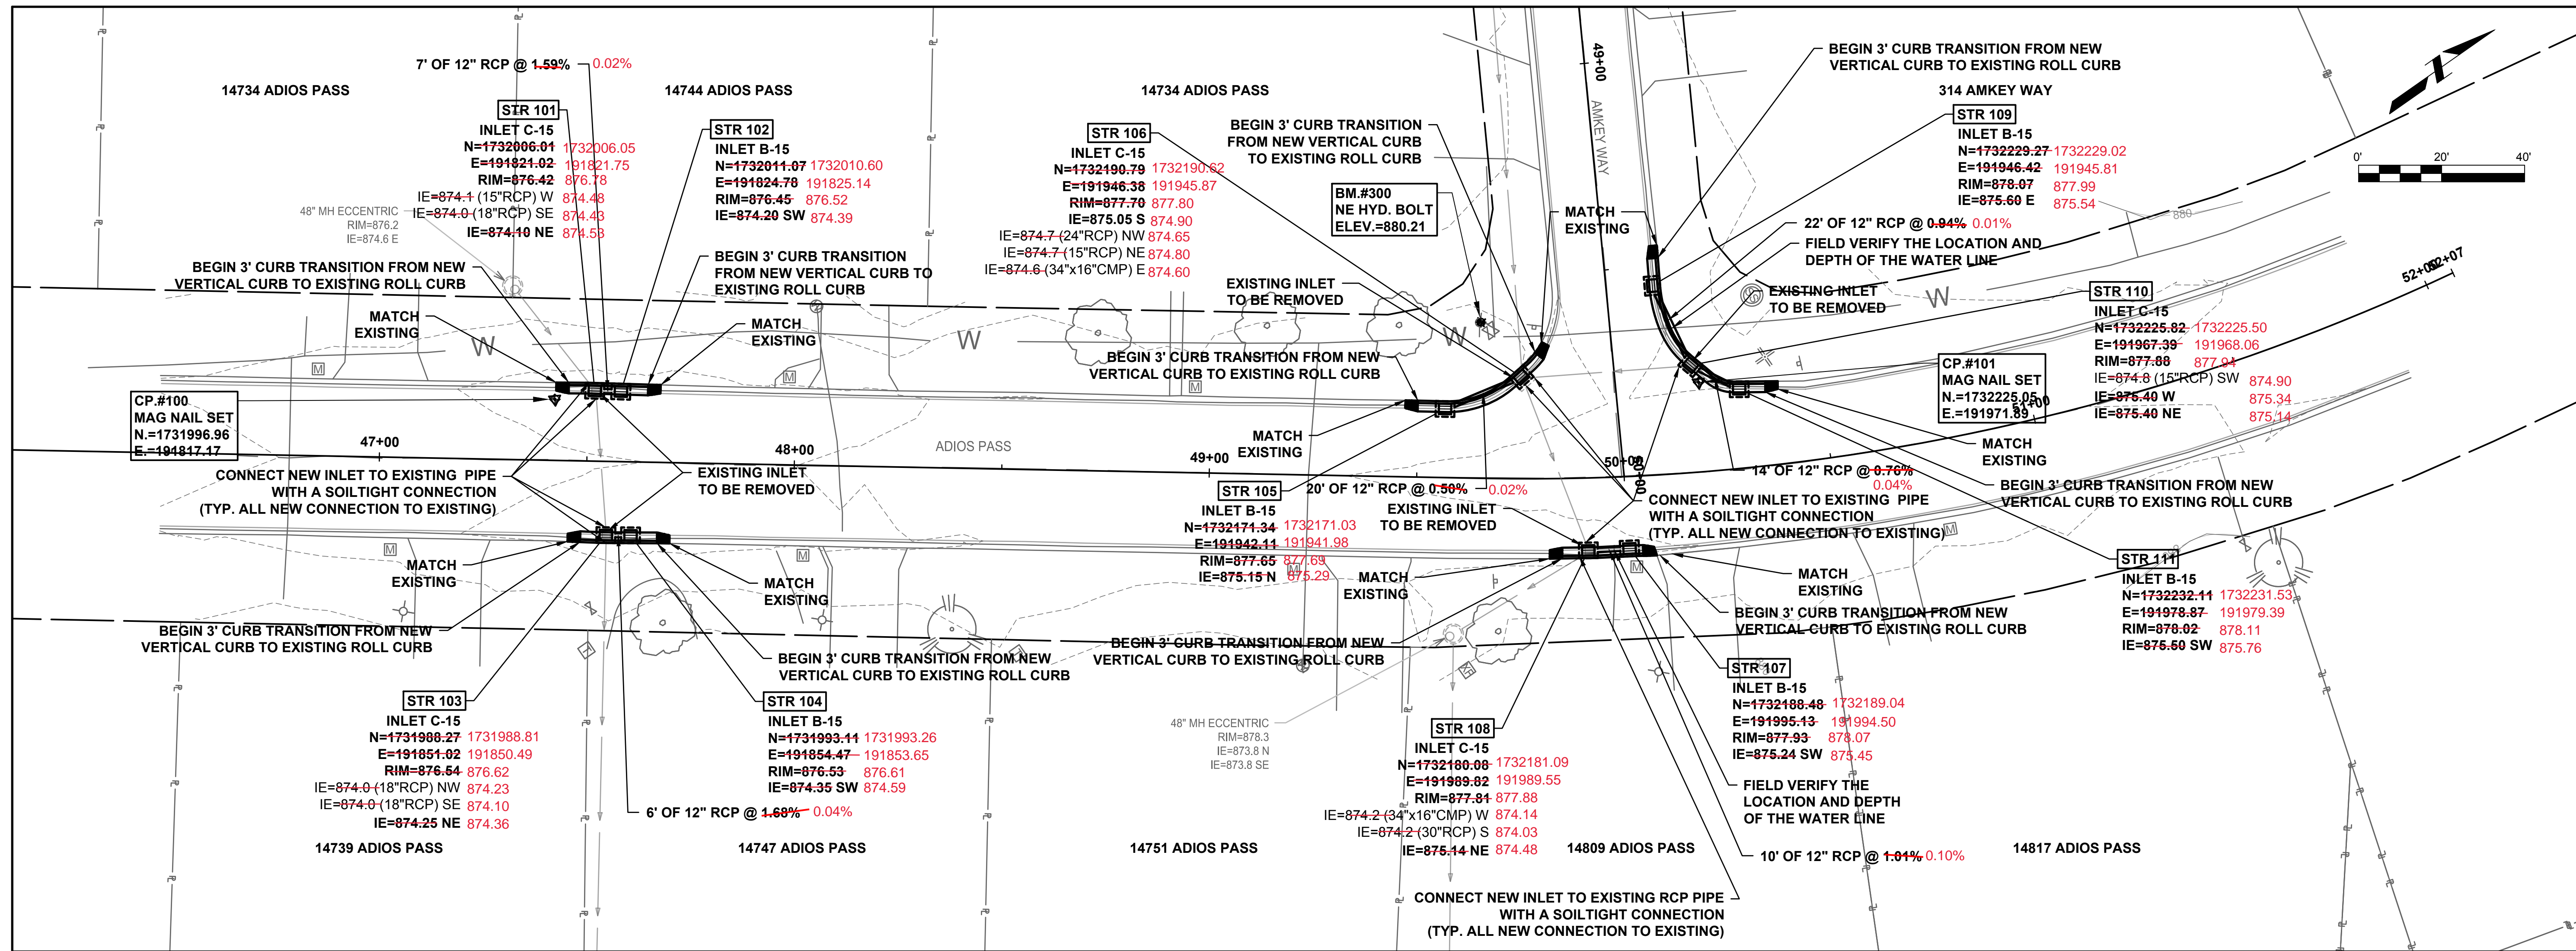 7' OF 12" RCP @ 1.59% 0.02%
14734 ADIOS PASS
STR 101
INLET C-15
N=1732006.01 1732006.05
E=191821.02 191821.75
RIM=876.42 876.78
IE=874.1 (15"RCP) W 874.48
IE=874.0 (18"RCP) SE 874.43
IE=874.10 NE 874.53
48" MH ECCENTRIC
RIM=876.2
IE=874.6 E
14744 ADIOS PASS
STR 102
INLET B-15
N=1732011.07 1732010.60
E=191824.78 191825.14
RIM=876.45 876.52
IE=874.20 SW 874.39
BEGIN 3' CURB TRANSITION FROM NEW
VERTICAL CURB TO EXISTING ROLL CURB
BEGIN 3' CURB TRANSITION
FROM NEW VERTICAL CURB TO
EXISTING ROLL CURB
MATCH
EXISTING
MATCH
EXISTING
14734 ADIOS PASS
STR 106
INLET C-15
N=1732190.79 1732190.62
E=191946.38 191945.87
RIM=877.70 877.80
IE=875.05 S 874.90
IE=874.7 (24"RCP) NW 874.65
IE=874.7 (15"RCP) NE 874.80
IE=874.6 (34"x16"CMP) E 874.60
BEGIN 3' CURB TRANSITION
FROM NEW VERTICAL CURB
TO EXISTING ROLL CURB
BM.#300
NE HYD. BOLT
ELEV.=880.21
MATCH
EXISTING
EXISTING INLET
TO BE REMOVED
BEGIN 3' CURB TRANSITION FROM NEW
VERTICAL CURB TO EXISTING ROLL CURB
49+00
AMKEY WAY
BEGIN 3' CURB TRANSITION FROM NEW
VERTICAL CURB TO EXISTING ROLL CURB
314 AMKEY WAY
STR 109
INLET B-15
N=1732229.27 1732229.02
E=191946.42 191945.81
RIM=878.07 877.99
IE=875.60 E 875.54
22' OF 12" RCP @ 0.94% 0.01%
FIELD VERIFY THE LOCATION AND
DEPTH OF THE WATER LINE
EXISTING INLET
TO BE REMOVED
0' 20' 40'
880
52+00
52+07
STR 110
INLET C-15
N=1732225.82 1732225.50
E=191967.39 191968.06
RIM=877.88 877.94
IE=874.8 (15"RCP) SW 874.90
IE=875.40 W 875.34
IE=875.40 NE 875.14
CP.#101
MAG NAIL SET
N.=1732225.05
E.=191971.89
51+00
W
W
W
W
M
M
M
CP.#100
MAG NAIL SET
N.=1731996.96
E.=191817.17
47+00
48+00
ADIOS PASS
49+00
50+00
50+00
CONNECT NEW INLET TO EXISTING PIPE
WITH A SOILTIGHT CONNECTION
(TYP. ALL NEW CONNECTION TO EXISTING)
EXISTING INLET
TO BE REMOVED
MATCH
EXISTING
20' OF 12" RCP @ 0.50% 0.02%
STR 105
INLET B-15
N=1732171.34 1732171.03
E=191942.11 191941.98
RIM=877.65 877.69
IE=875.15 N 875.29
EXISTING INLET
TO BE REMOVED
14' OF 12" RCP @ 0.76%
0.04%
CONNECT NEW INLET TO EXISTING PIPE
WITH A SOILTIGHT CONNECTION
(TYP. ALL NEW CONNECTION TO EXISTING)
MATCH
EXISTING
BEGIN 3' CURB TRANSITION FROM NEW
VERTICAL CURB TO EXISTING ROLL CURB
STR 111
INLET B-15
N=1732232.11 1732231.53
E=191978.87 191979.39
RIM=878.02 878.11
IE=875.50 SW 875.76
M
M
M
M
M
MATCH
EXISTING
MATCH
EXISTING
MATCH
EXISTING
MATCH
EXISTING
BEGIN 3' CURB TRANSITION FROM NEW
VERTICAL CURB TO EXISTING ROLL CURB
BEGIN 3' CURB TRANSITION FROM NEW
VERTICAL CURB TO EXISTING ROLL CURB
BEGIN 3' CURB TRANSITION FROM NEW
VERTICAL CURB TO EXISTING ROLL CURB
BEGIN 3' CURB TRANSITION FROM NEW
VERTICAL CURB TO EXISTING ROLL CURB
STR 103
INLET C-15
N=1731988.27 1731988.81
E=191851.02 191850.49
RIM=876.54 876.62
IE=874.0 (18"RCP) NW 874.23
IE=874.0 (18"RCP) SE 874.10
IE=874.25 NE 874.36
14739 ADIOS PASS
STR 104
INLET B-15
N=1731993.11 1731993.26
E=191854.47 191853.65
RIM=876.53 876.61
IE=874.35 SW 874.59
6' OF 12" RCP @ 1.68% 0.04%
14747 ADIOS PASS
48" MH ECCENTRIC
RIM=878.3
IE=873.8 N
IE=873.8 SE
14751 ADIOS PASS
STR 108
INLET C-15
N=1732180.08 1732181.09
E=191989.82 191989.55
RIM=877.81 877.88
IE=874.2 (34"x16"CMP) W 874.14
IE=874.2 (30"RCP) S 874.03
IE=875.14 NE 874.48
STR 107
INLET B-15
N=1732188.48 1732189.04
E=191995.13 191994.50
RIM=877.93 878.07
IE=875.24 SW 875.45
FIELD VERIFY THE
LOCATION AND DEPTH
OF THE WATER LINE
14809 ADIOS PASS
10' OF 12" RCP @ 1.01% 0.10%
14817 ADIOS PASS
CONNECT NEW INLET TO EXISTING RCP PIPE
WITH A SOILTIGHT CONNECTION
(TYP. ALL NEW CONNECTION TO EXISTING)